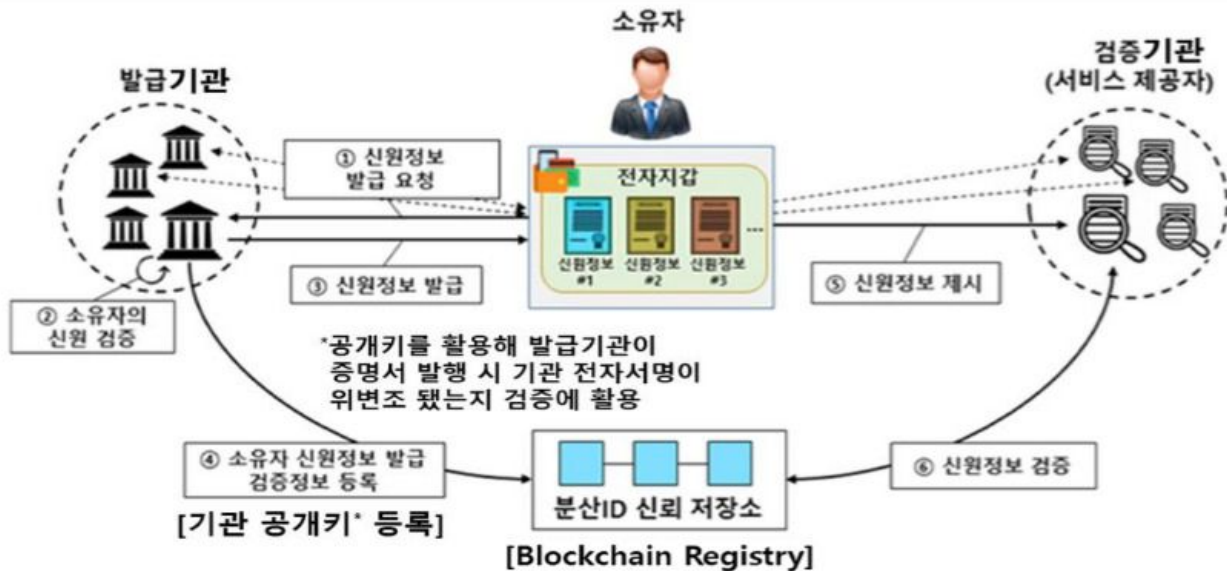 소유자
발급기관
검증기관
(서비스 제공자)
① 신원정보
발급 요청
전자지갑
신원정보
#1
신원정보
#2
신원정보
#3
...
③ 신원정보 발급
⑤ 신원정보 제시
② 소유자의
신원 검증
*공개키를 활용해 발급기관이
증명서 발행 시 기관 전자서명이
위변조 됐는지 검증에 활용
④ 소유자 신원정보 발급
검증정보 등록
[기관 공개키* 등록]
분산ID 신뢰 저장소
[Blockchain Registry]
⑥ 신원정보 검증